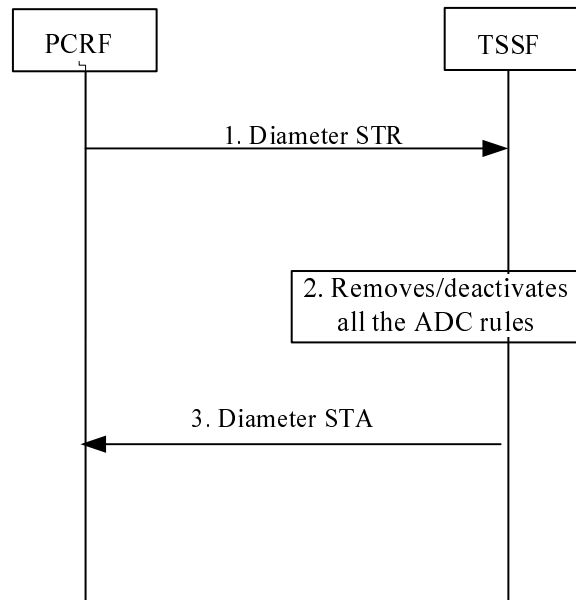 PCRF
TSSF
1. Diameter STR
2. Removes/deactivates
all the ADC rules
3. Diameter STA